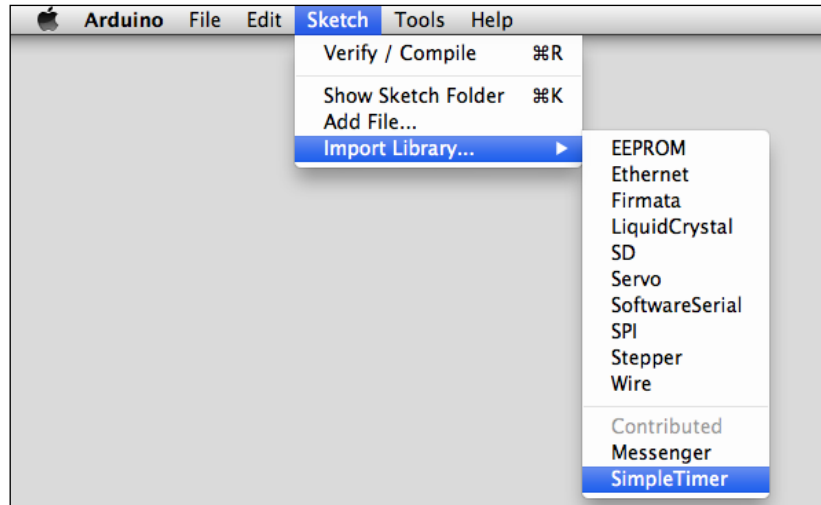 Arduino File Edit Sketch Tools Help
Verify / Compile ⌘R
Show Sketch Folder ⌘K
Add File...
Import Library... ▶
EEPROM
Ethernet
Firmata
LiquidCrystal
SD
Servo
SoftwareSerial
SPI
Stepper
Wire
Contributed
Messenger
SimpleTimer